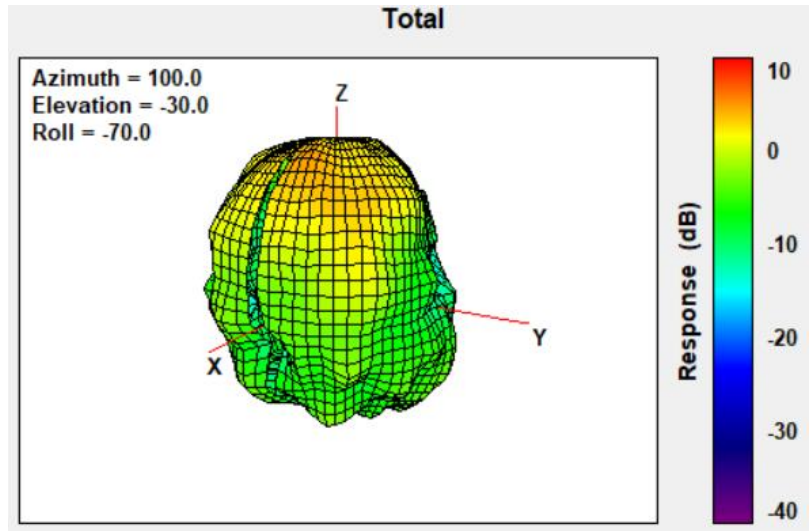 Total
Azimuth = 100.0
Elevation = -30.0
Roll = -70.0
Z
X
Y
Response (dB)
10
0
-10
-20
-30
-40